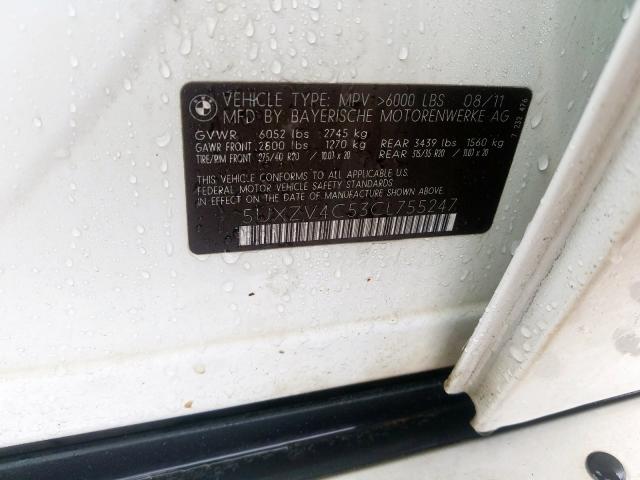 VEHICLE TYPE: MPV >6000 LBS 08/11
MFD BY BAYERISCHE MOTORENWERKE AG
GVWR 6052 lbs 2745 kg
GAWR FRONT 2800 lbs 1270 kg REAR 3439 lbs 1560 kg
TIRE/RIM FRONT 275/40 R20 / 10.0J x 20 REAR 315/35 R20 / 11.0J x 20
THIS VEHICLE CONFORMS TO ALL APPLICABLE U.S.
FEDERAL MOTOR VEHICLE SAFETY STANDARDS
IN EFFECT ON THE DATE OF MANUFACTURE SHOWN ABOVE.
5UXZV4C53CL755247
7 232 476